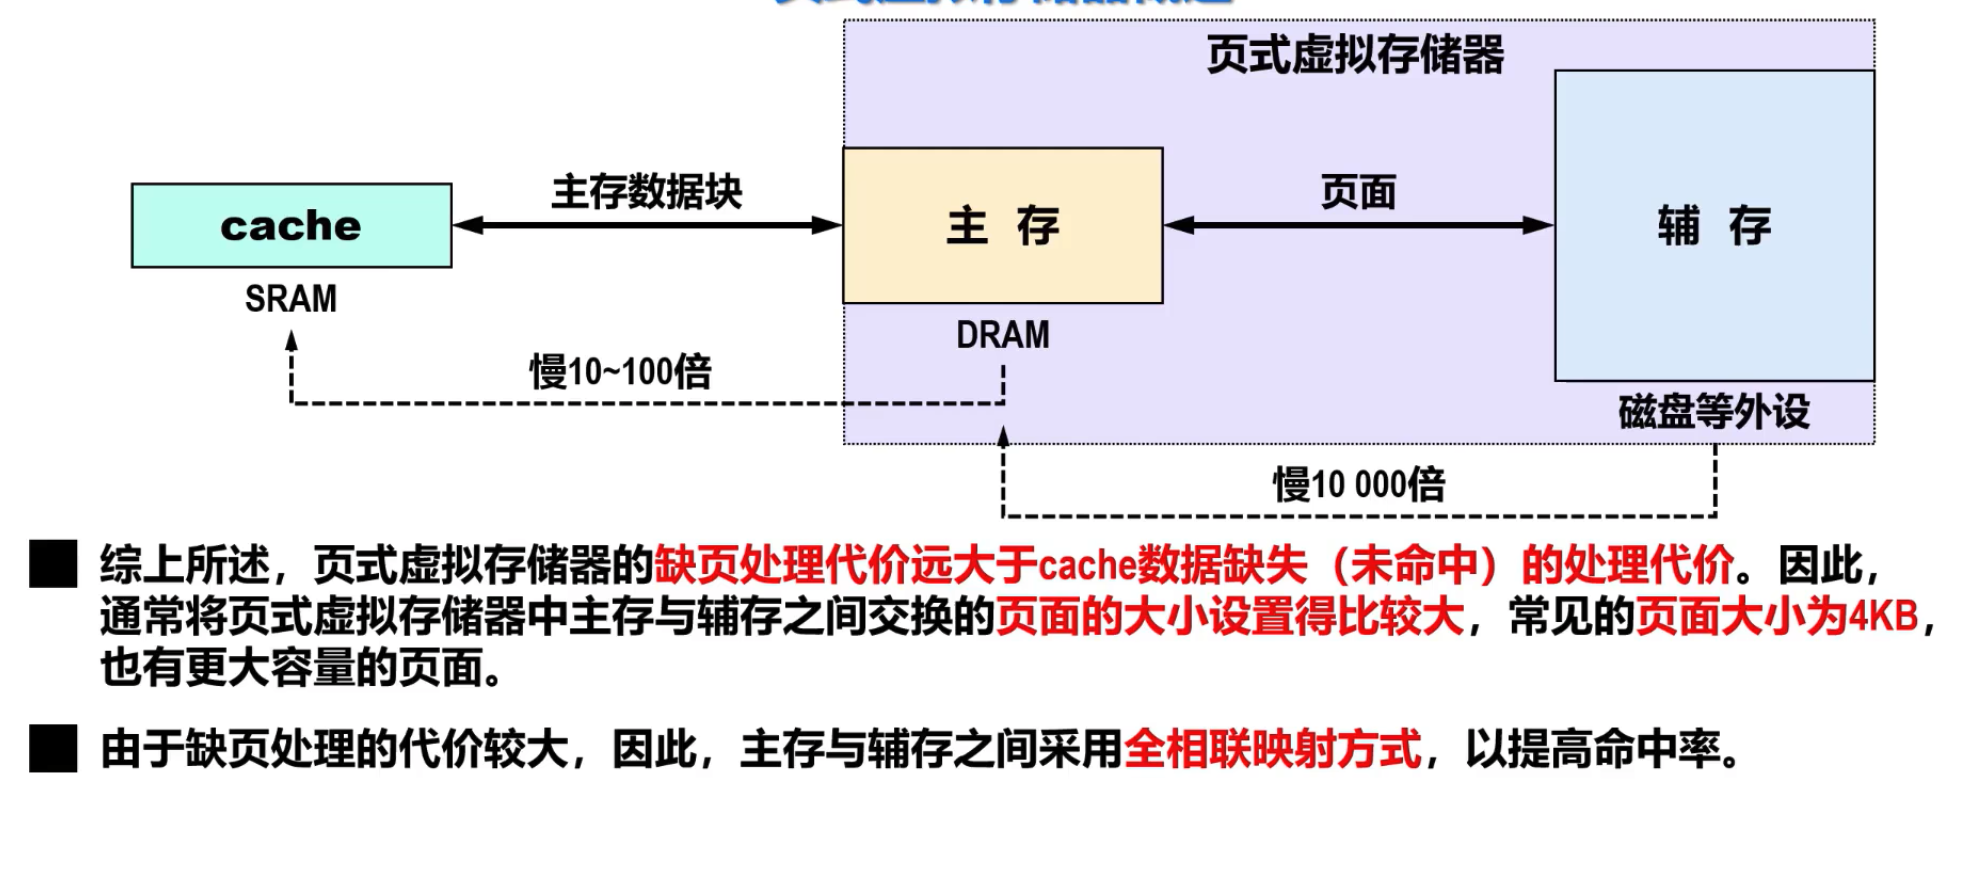 页式虚拟存储器
主存数据块
页面
cache
主 存
辅 存
SRAM
DRAM
慢10~100倍
磁盘等外设
慢10 000倍
综上所述，页式虚拟存储器的缺页处理代价远大于cache数据缺失（未命中）的处理代价。因此，
通常将页式虚拟存储器中主存与辅存之间交换的页面的大小设置得比较大，常见的页面大小为4KB，
也有更大容量的页面。
由于缺页处理的代价较大，因此，主存与辅存之间采用全相联映射方式，以提高命中率。